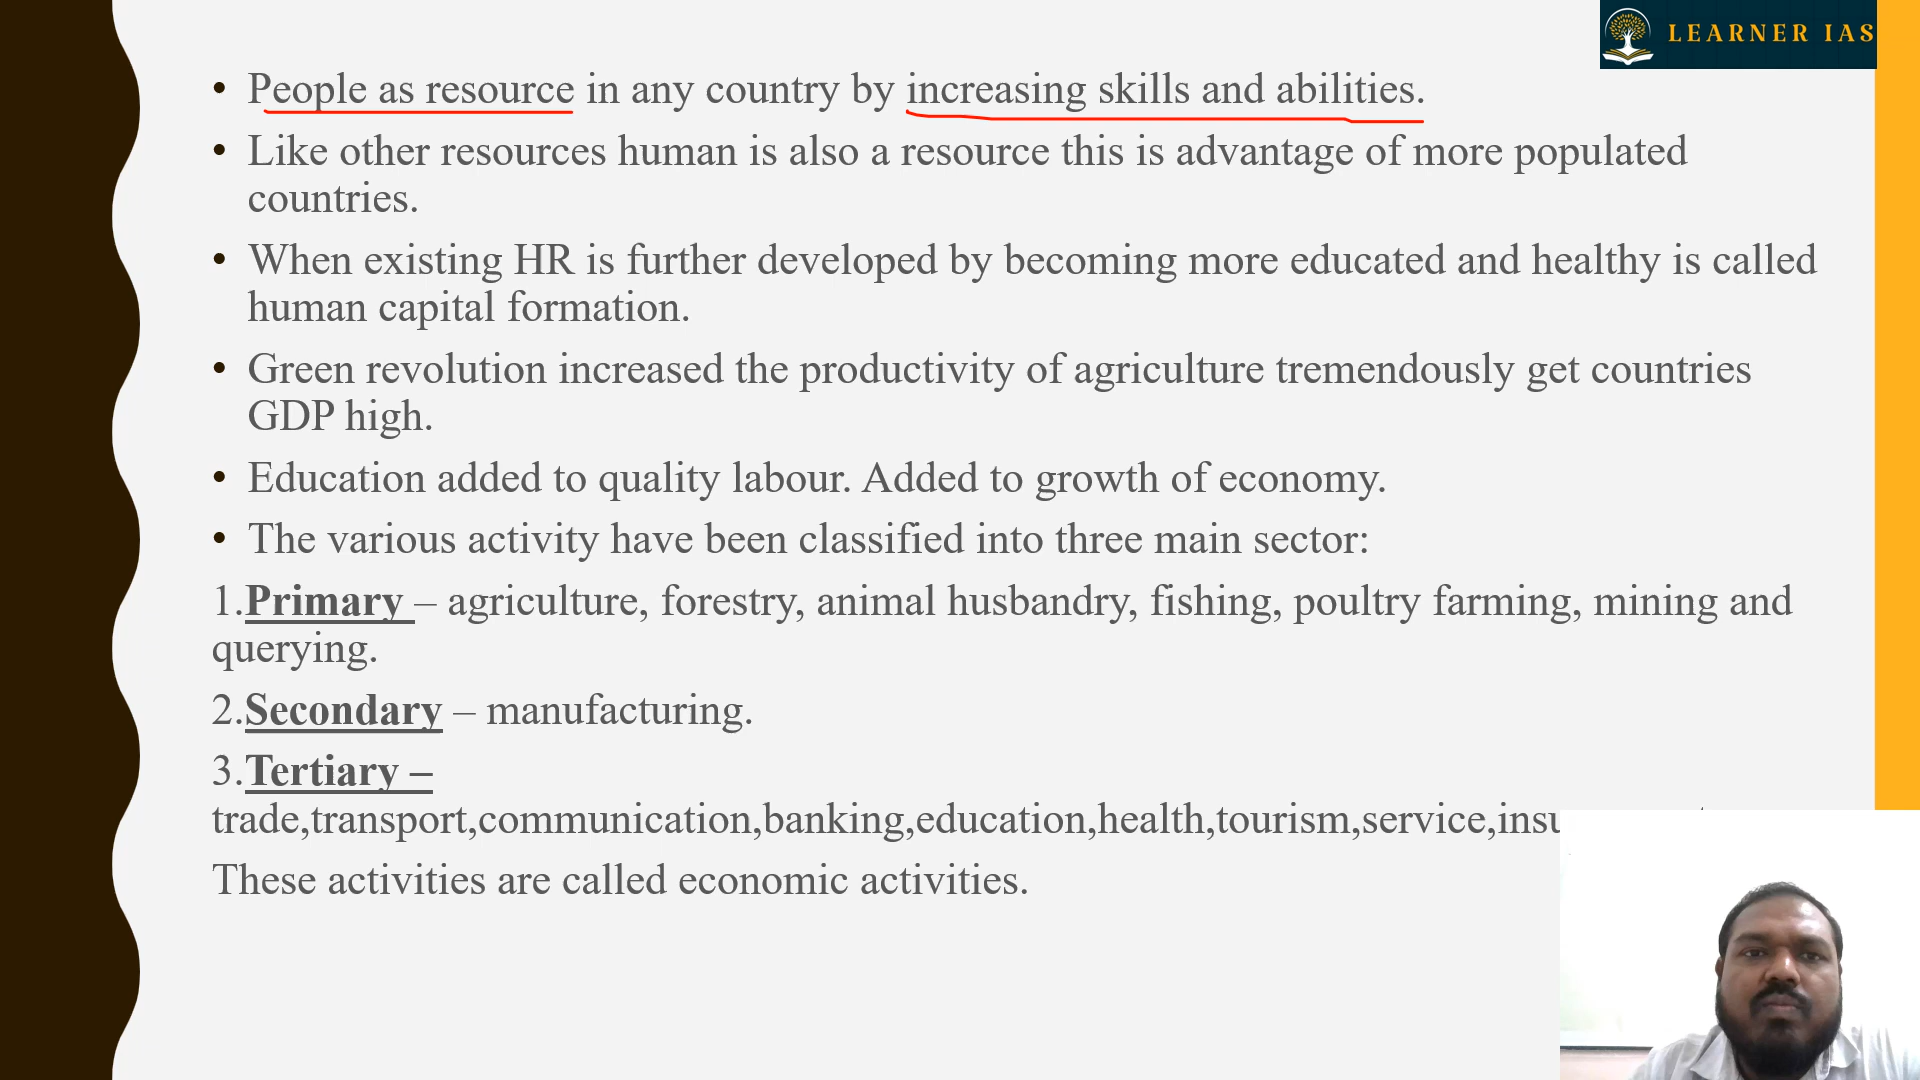 LEARNER IAS
• People as resource in any country by increasing skills and abilities.
• Like other resources human is also a resource this is advantage of more populated
countries.
• When existing HR is further developed by becoming more educated and healthy is called
human capital formation.
• Green revolution increased the productivity of agriculture tremendously get countries
GDP high.
• Education added to quality labour. Added to growth of economy.
• The various activity have been classified into three main sector:
1.Primary – agriculture, forestry, animal husbandry, fishing, poultry farming, mining and
querying.
2.Secondary – manufacturing.
3.Tertiary –
trade,transport,communication,banking,education,health,tourism,service,
These activities are called economic activities.